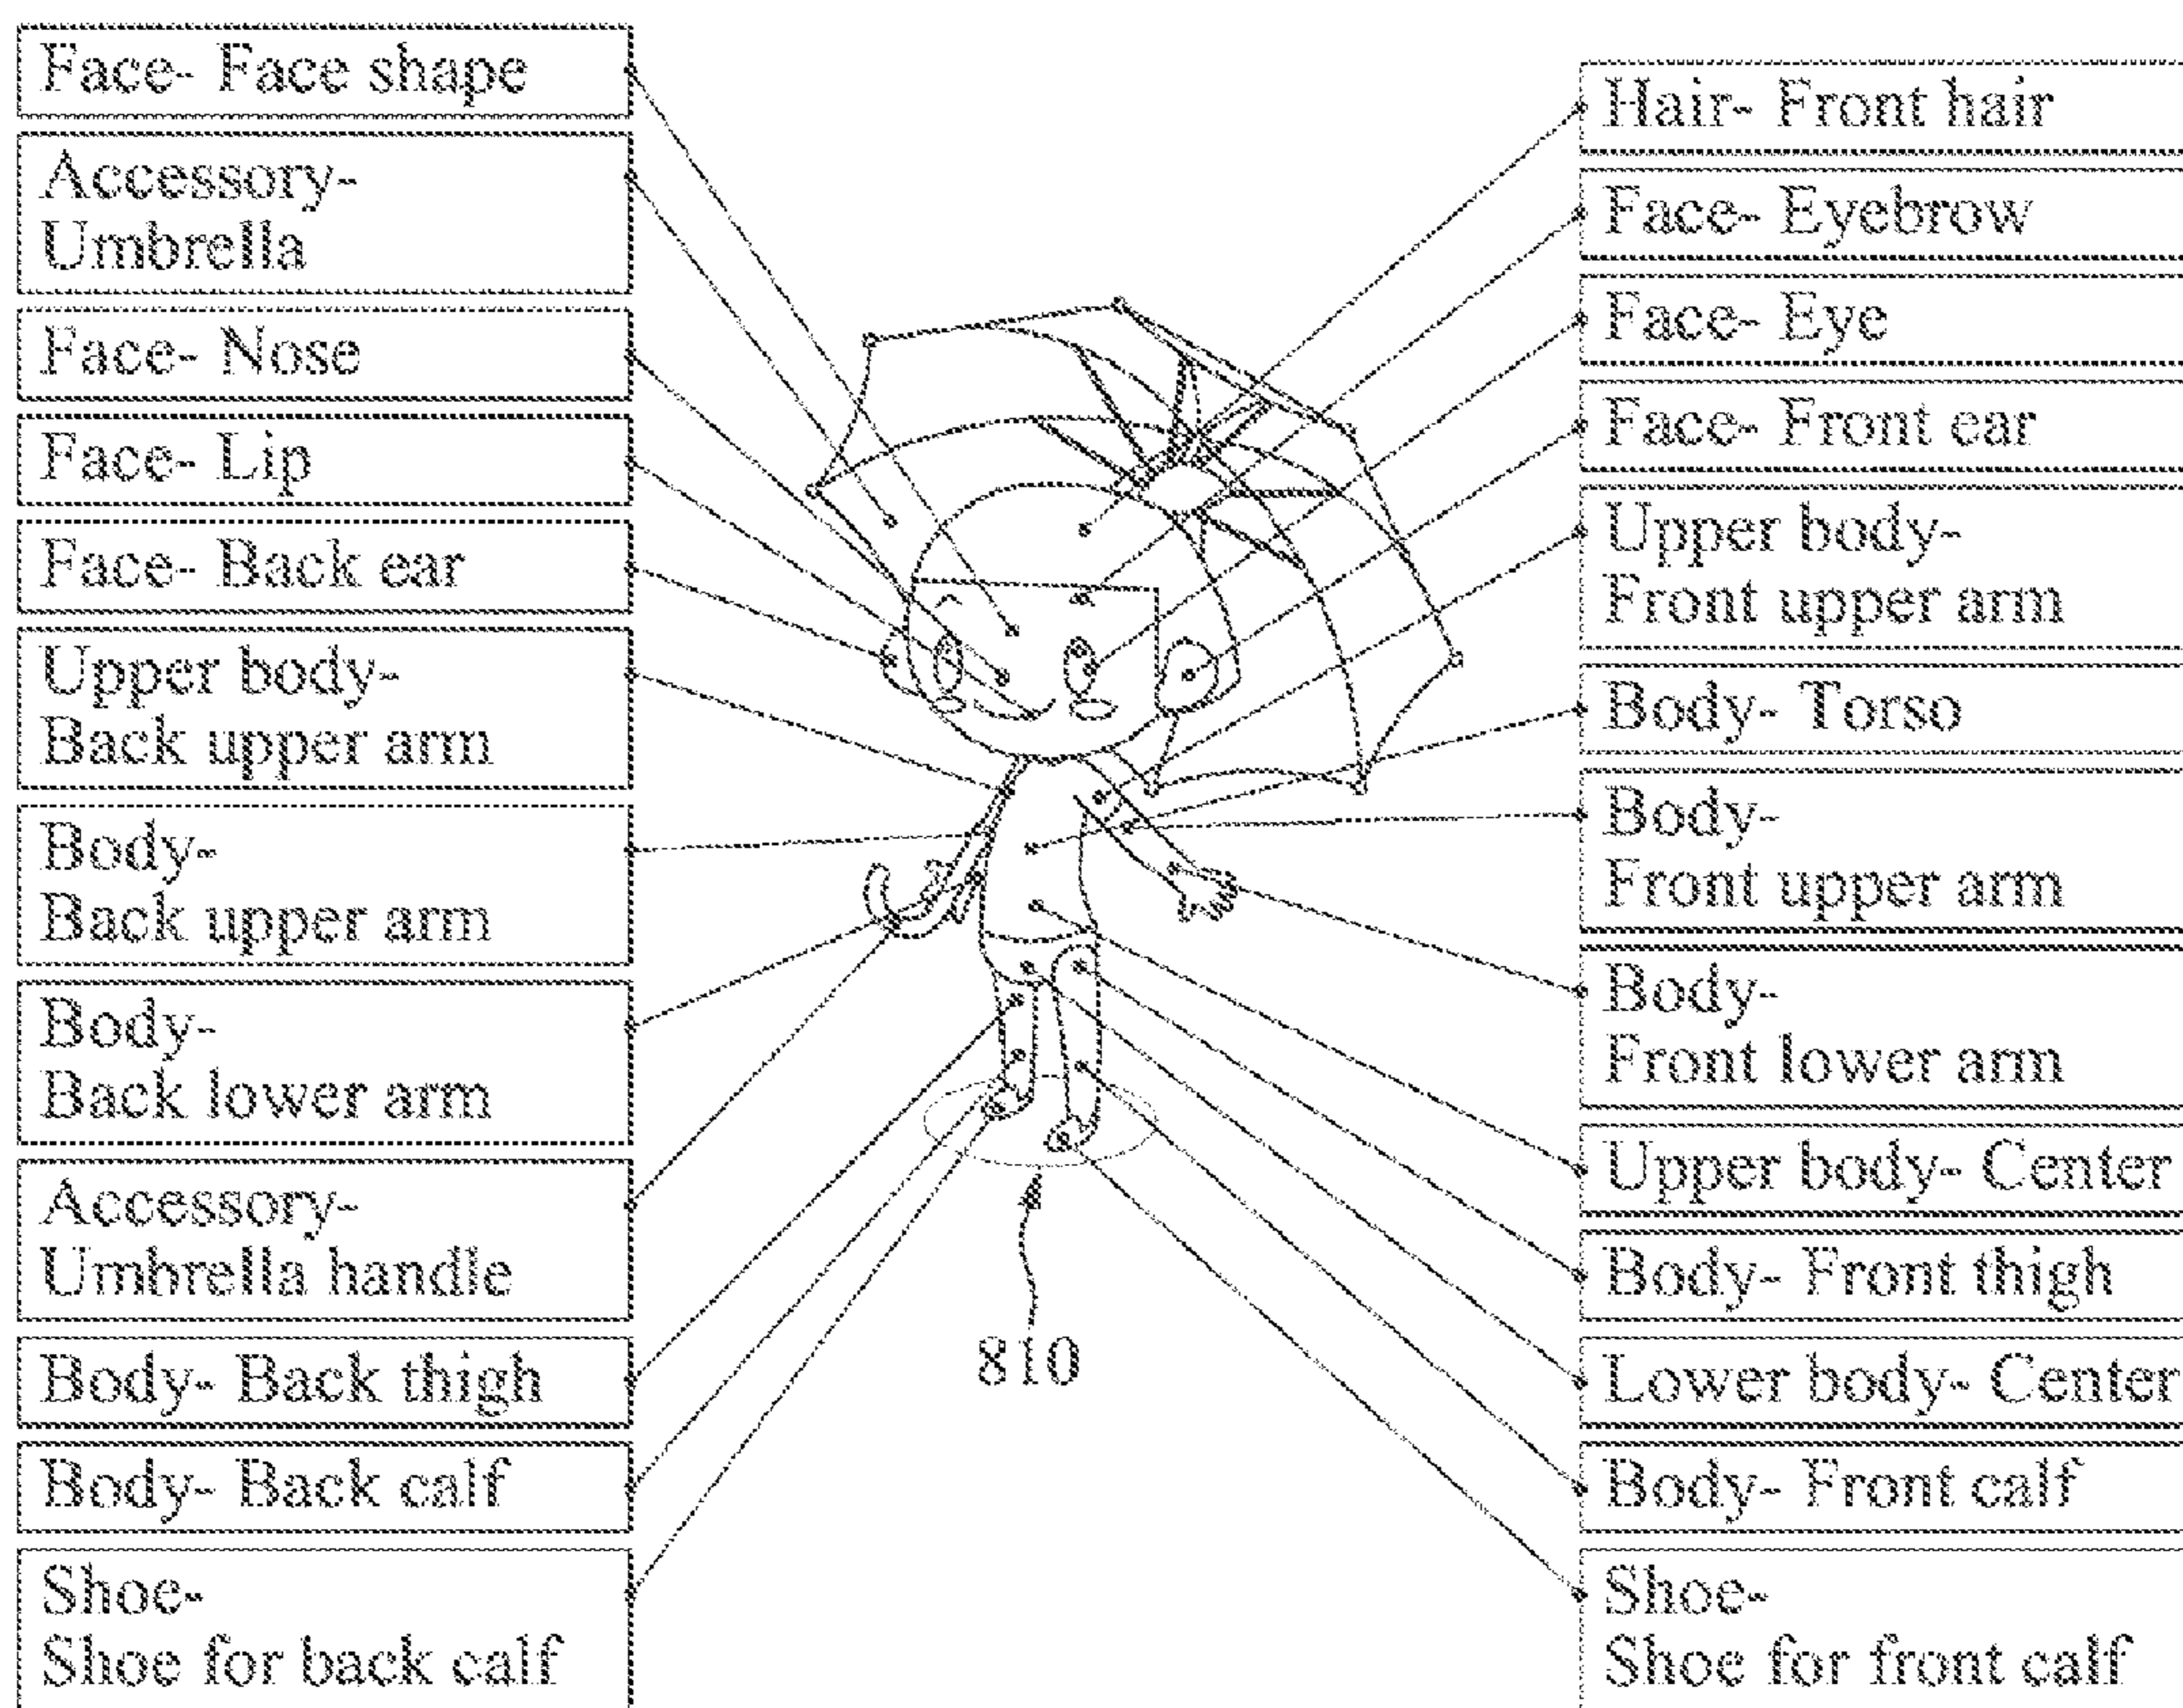 Face- Face shape
Accessory-
Umbrella
Face- Nose
Face- Lip
Face- Back ear
Upper body-
Back upper arm
Body-
Back upper arm
Body-
Back lower arm
Accessory-
Umbrella handle
Body- Back thigh
Body- Back calf
Shoe-
Shoe for back calf
810
Hair- Front hair
Face- Eyebrow
Face- Eye
Face- Front ear
Upper body-
Front upper arm
Body- Torso
Body-
Front upper arm
Body-
Front lower arm
Upper body- Center
Body- Front thigh
Lower body- Center
Body- Front calf
Shoe-
Shoe for front calf